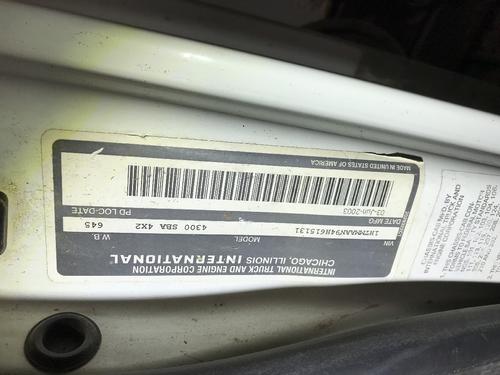 INTERNATIONAL TRUCK AND ENGINE CORPORATION
CHICAGO, ILLINOIS INTERNATIONAL
VIN MODEL W.B.
1HTMMAAN94H615131 4300 SBA 4X2 645
DATE MFG PD LOC-DATE
03-Jun-2003
MADE IN UNITED STATES OF AMERICA